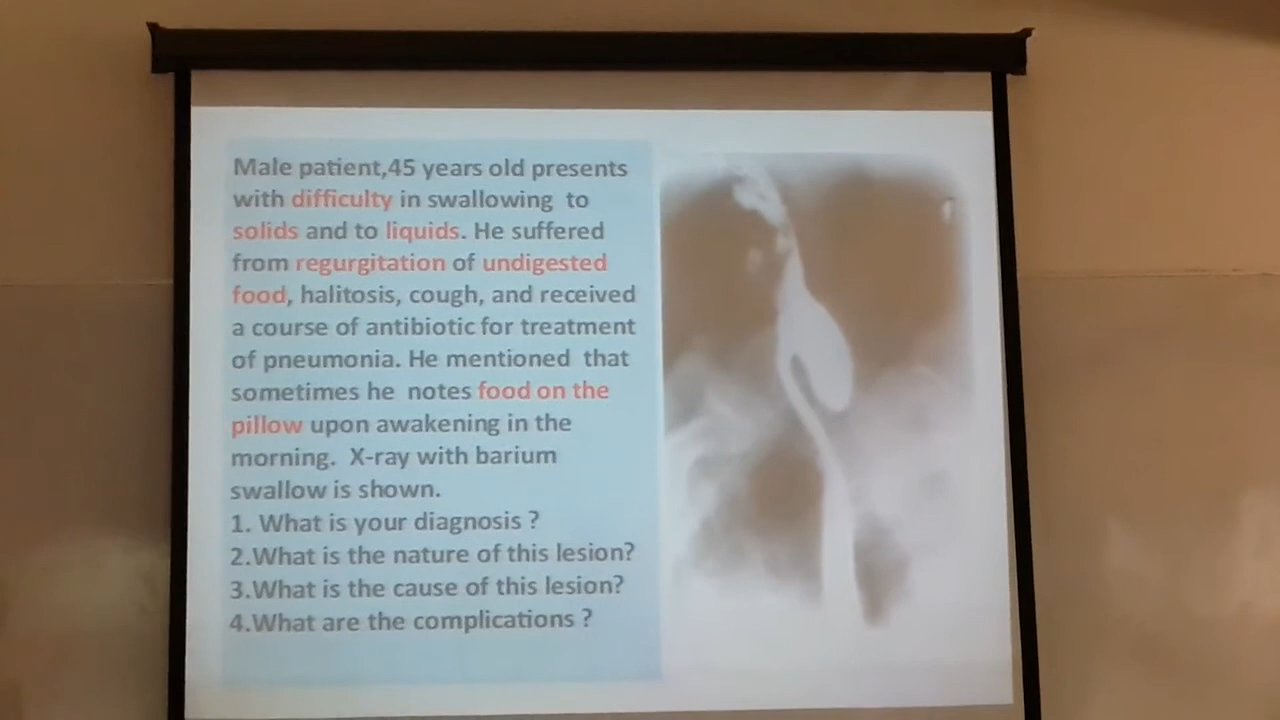 Male patient,45 years old presents
with difficulty in swallowing to
solids and to liquids. He suffered
from regurgitation of undigested
food, halitosis, cough, and received
a course of antibiotic for treatment
of pneumonia. He mentioned that
sometimes he notes food on the
pillow upon awakening in the
morning. X-ray with barium
swallow is shown.
1. What is your diagnosis ?
2.What is the nature of this lesion?
3.What is the cause of this lesion?
4.What are the complications ?